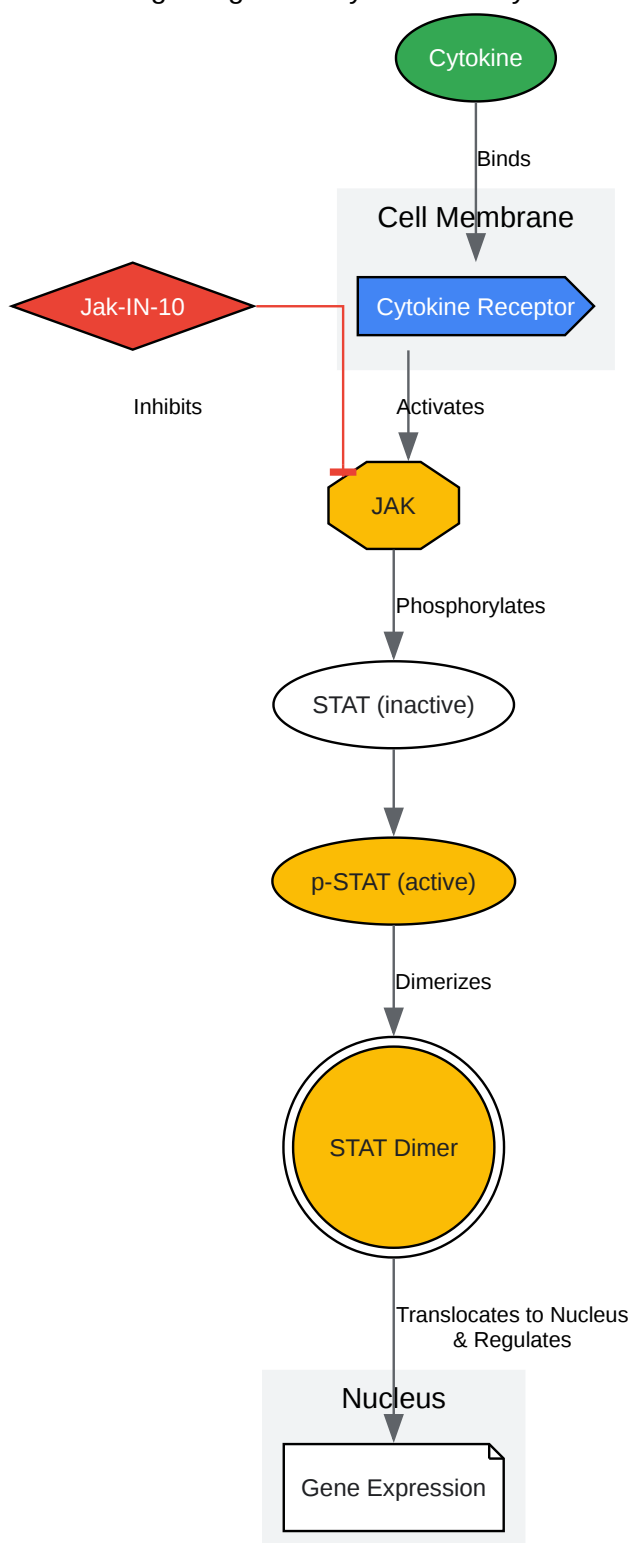 Cytokine
Binds
Cell Membrane
Jak-IN-10
Cytokine Receptor
Inhibits
Activates
JAK
Phosphorylates
STAT (inactive)
p-STAT (active)
Dimerizes
STAT Dimer
Translocates to Nucleus
& Regulates
Nucleus
Gene Expression